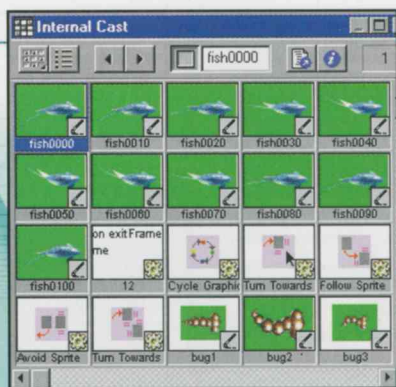 Internal Cast
fish0000
1
fish0000 fish0010 fish0020 fish0030 fish0040
fish0050 fish0060 fish0070 fish0080 fish0090
on exitFrame
me
fish0100 12 Cycle Graphic Turn Towards Follow Sprite
Avoid Sprite Turn Towards bug1 bug2 bug3